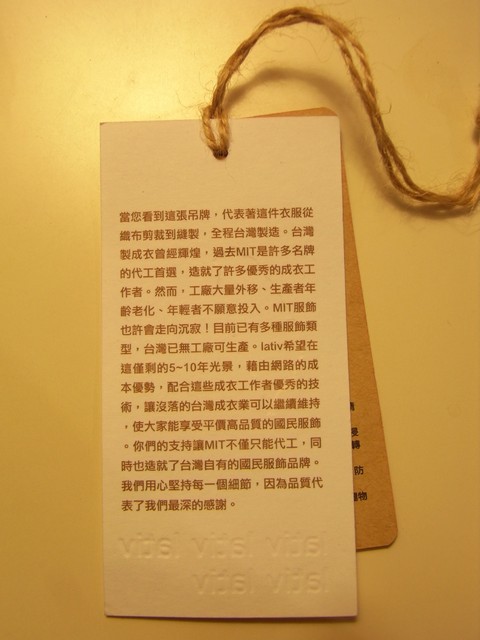 當您看到這張吊牌，代表著這件衣服從
織布剪裁到縫製，全程台灣製造。台灣
製成衣曾經輝煌，過去MIT是許多名牌
的代工首選，造就了許多優秀的成衣工
作者。然而，工廠大量外移、生產者年
齡老化、年輕者不願意投入。MIT服飾
也許會走向沉寂！目前已有多種服飾類
型，台灣已無工廠可生產。lativ希望在
這僅剩的5~10年光景，藉由網路的成
本優勢，配合這些成衣工作者優秀的技
術，讓沒落的台灣成衣業可以繼續維持
，使大家能享受平價高品質的國民服飾
。你們的支持讓MIT不僅只能代工，同
時也造就了台灣自有的國民服飾品牌。
我們用心堅持每一個細節，因為品質代
表了我們最深的感謝。
lativ lativ lativ
lativ lativ
轉
防
物